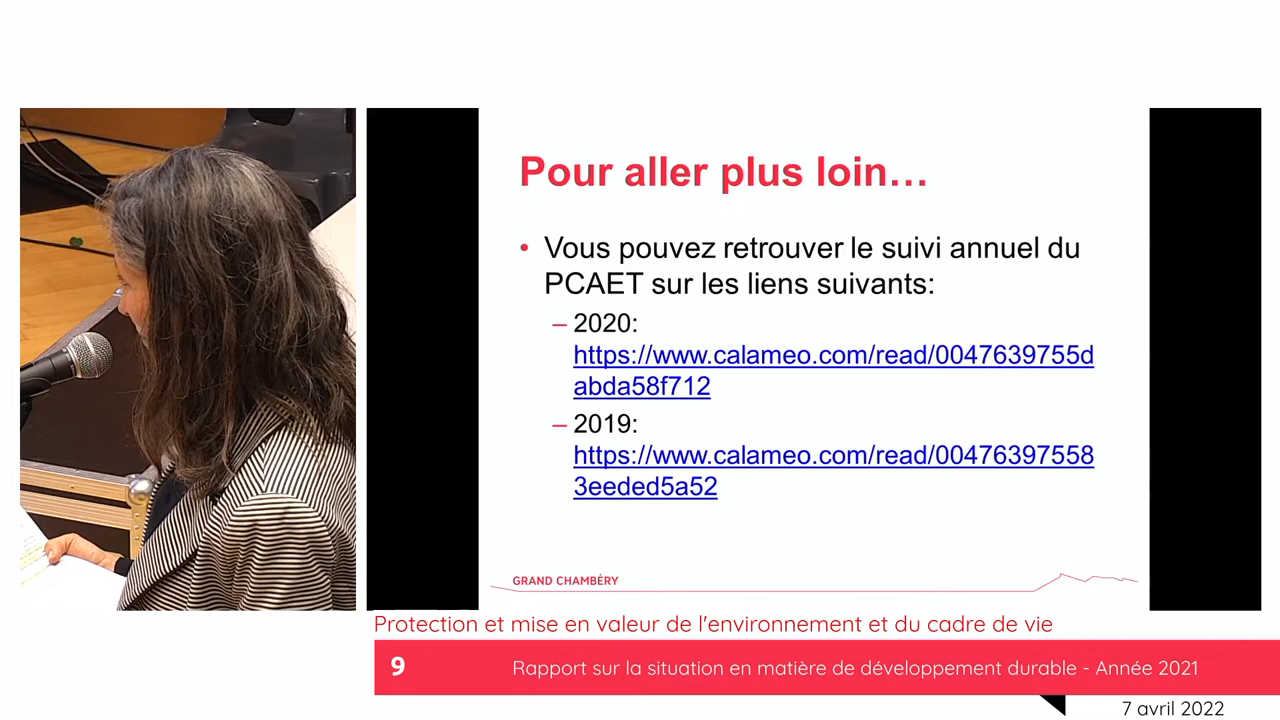 Pour aller plus loin...
• Vous pouvez retrouver le suivi annuel du
PCAET sur les liens suivants:
– 2020:
https://www.calameo.com/read/0047639755d
abda58f712
– 2019:
https://www.calameo.com/read/00476397558
3eeded5a52
GRAND CHAMBÉRY
Protection et mise en valeur de l'environnement et du cadre de vie
9 Rapport sur la situation en matière de développement durable - Année 2021
7 avril 2022